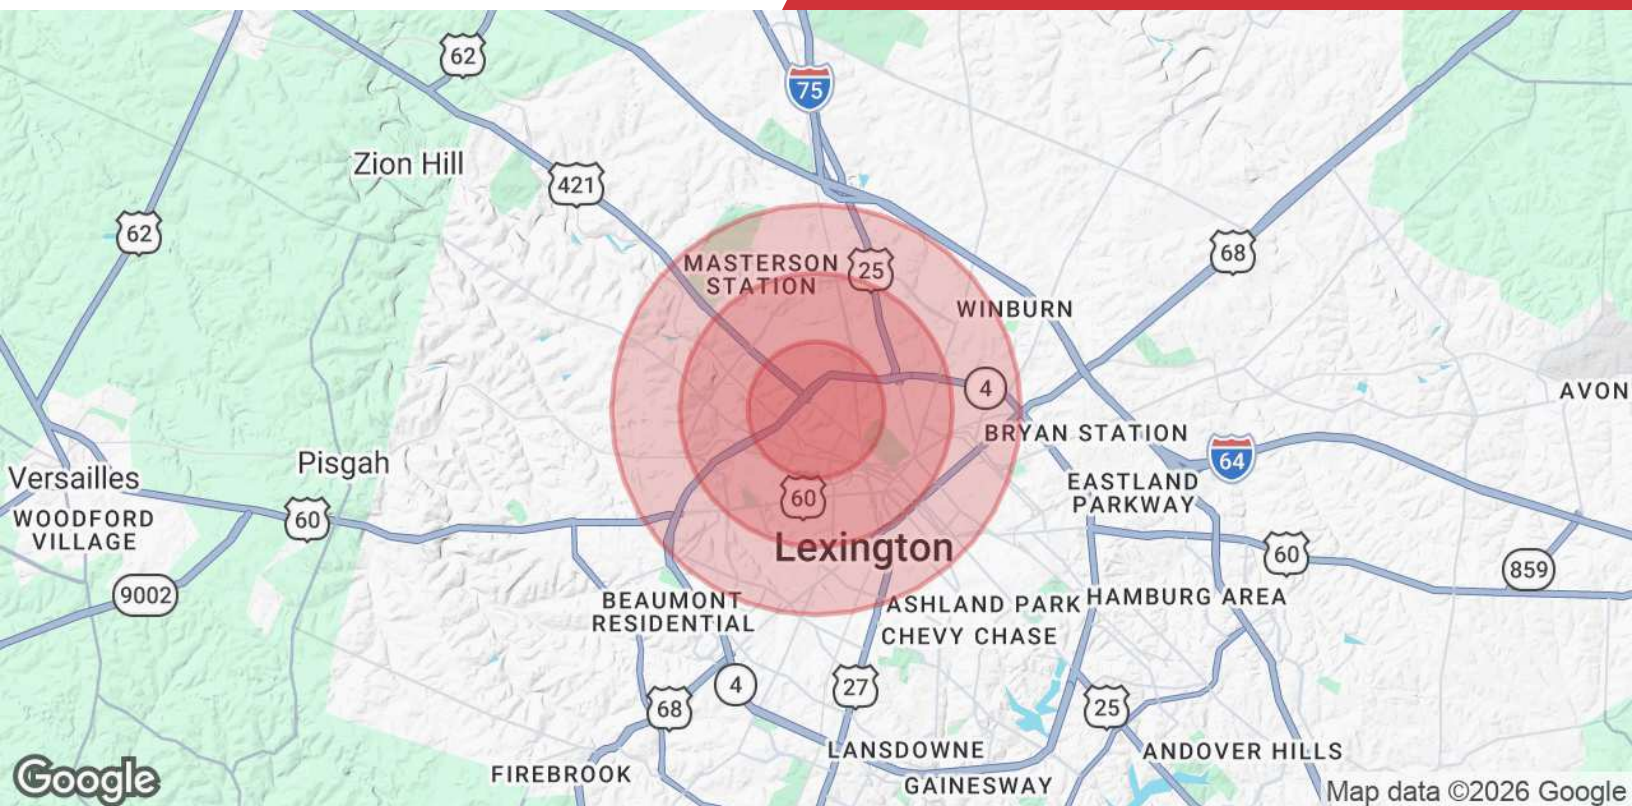 62
75
Zion Hill
421
62
68
MASTERSON
STATION
25
WINBURN
4
AVON
BRYAN STATION
64
Versailles
Pisgah
EASTLAND
PARKWAY
60
60
WOODFORD
VILLAGE
Lexington
60
859
9002
BEAUMONT
RESIDENTIAL
ASHLAND PARK
HAMBURG AREA
CHEVY CHASE
4
27
68
25
LANSDOWNE
ANDOVER HILLS
FIREBROOK
GAINESWAY
Google
Map data ©2026 Google